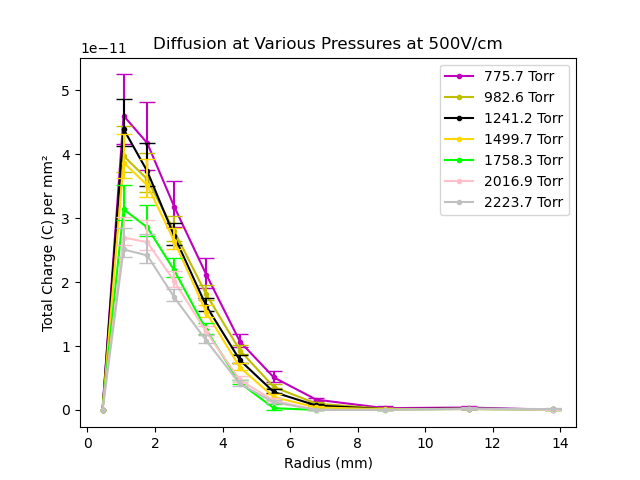 Diffusion at Various Pressures at 500V/cm
1e−11
775.7 Torr
982.6 Torr
1241.2 Torr
1499.7 Torr
1758.3 Torr
2016.9 Torr
2223.7 Torr
Total Charge (C) per mm²
5
4
3
2
1
0
0 2 4 6 8 10 12 14
Radius (mm)